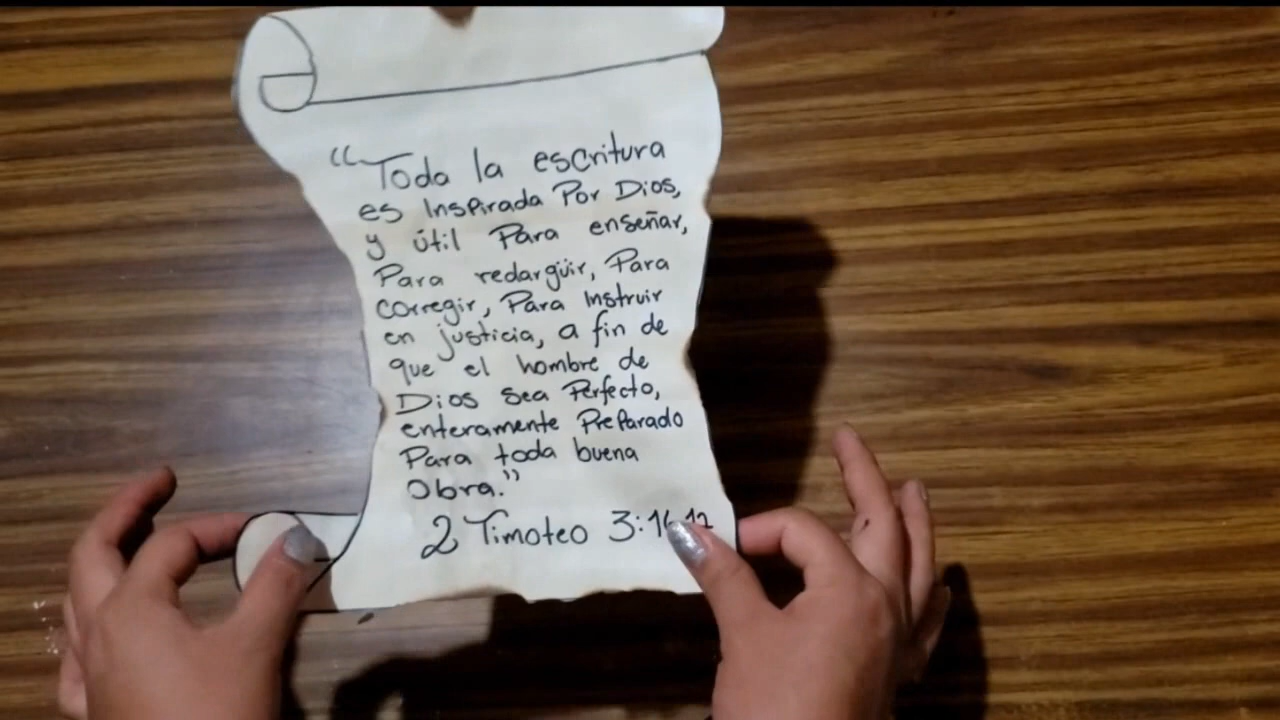 “Toda la escritura
es Inspirada Por Dios,
y útil Para enseñar,
Para redargüir, Para
corregir, Para Instruir
en justicia, a fin de
que el hombre de
Dios sea Perfecto,
enteramente Preparado
Para toda buena
Obra.”
2 Timoteo 3:16-17